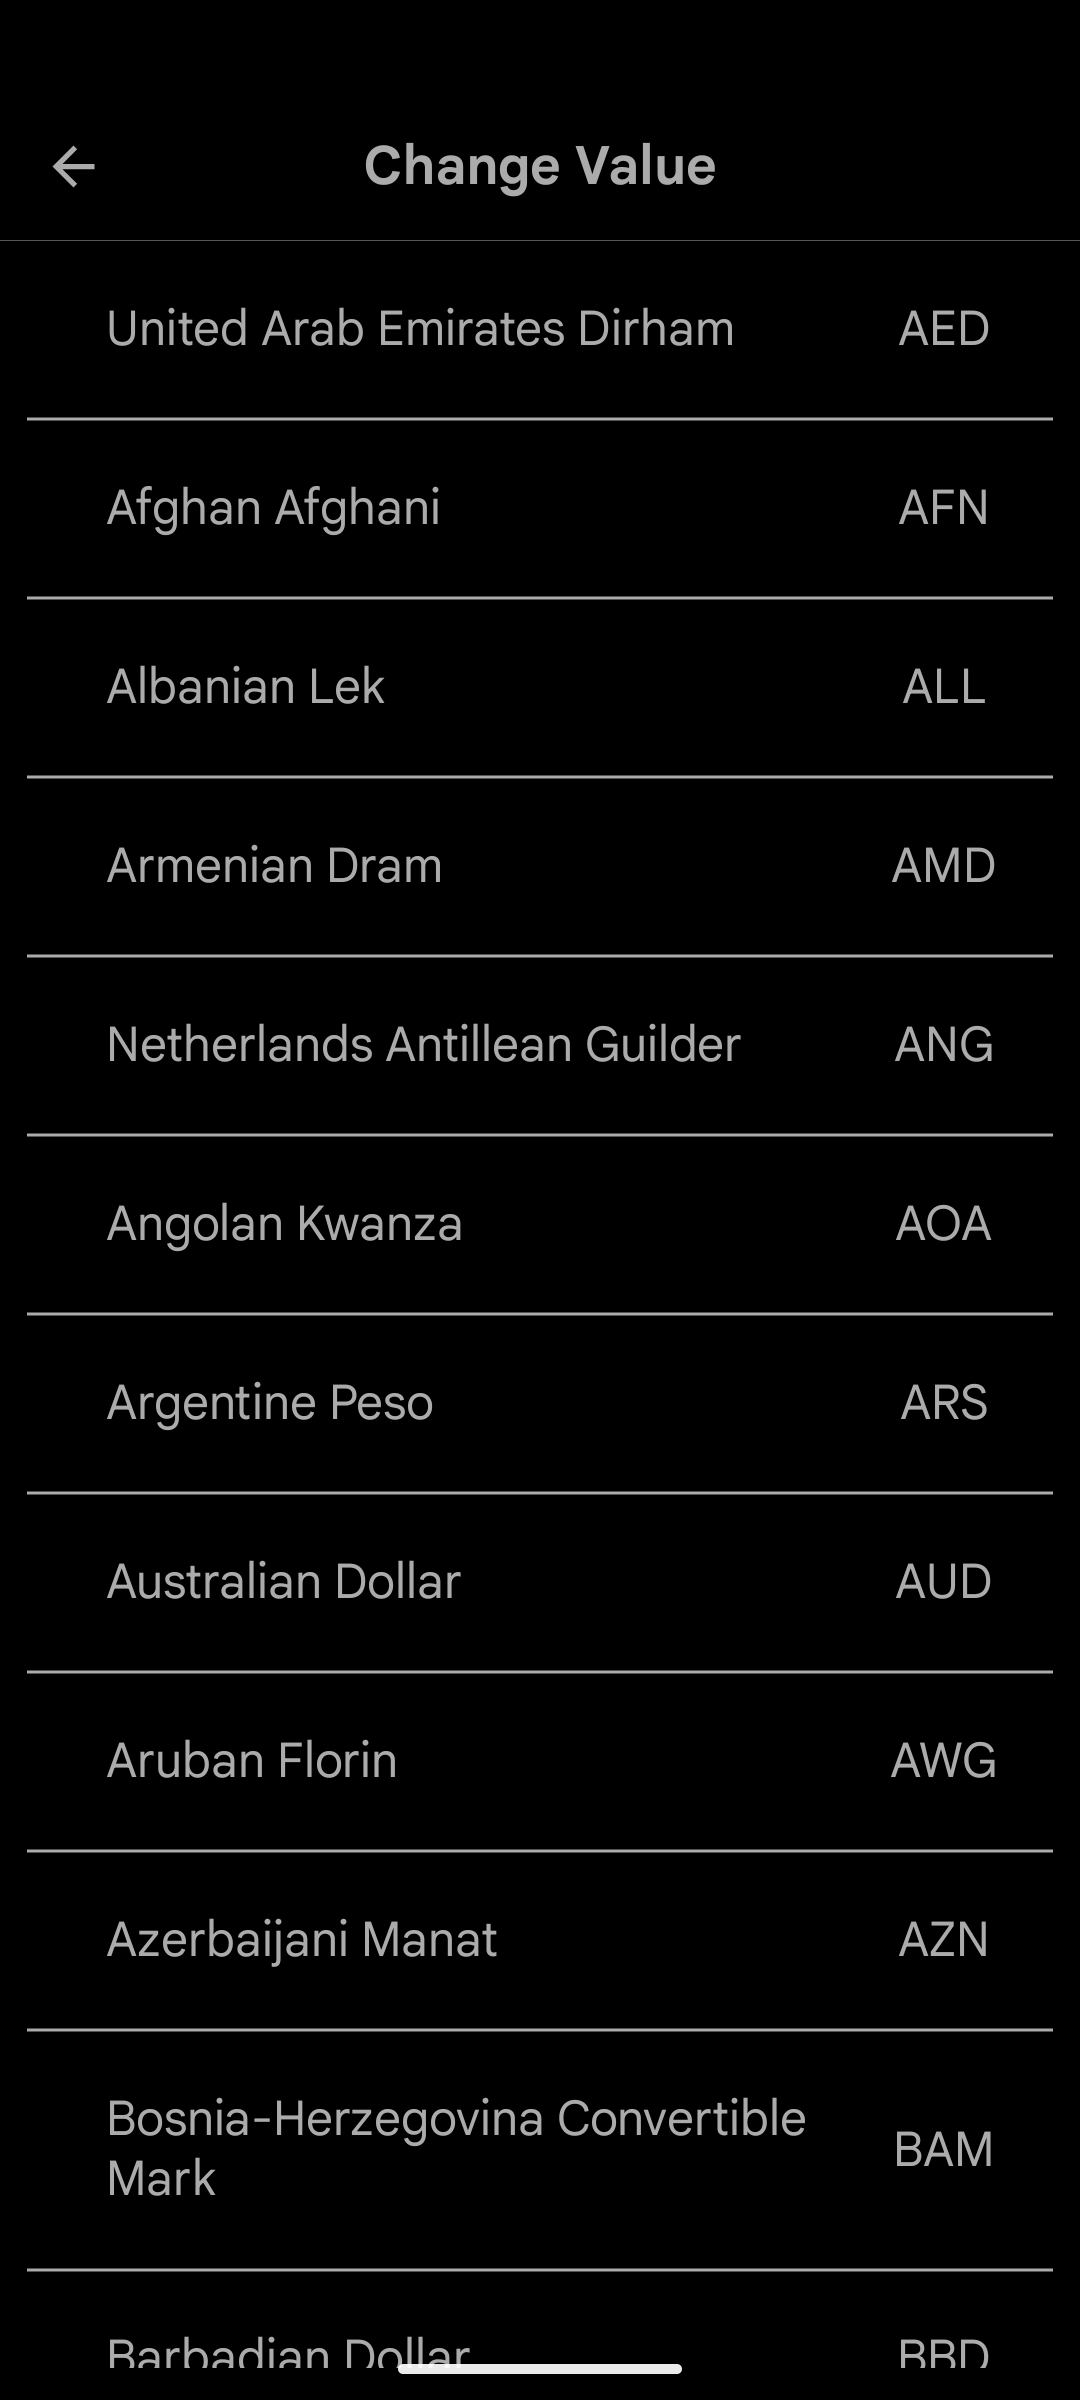 Change Value
United Arab Emirates Dirham AED
Afghan Afghani AFN
Albanian Lek ALL
Armenian Dram AMD
Netherlands Antillean Guilder ANG
Angolan Kwanza AOA
Argentine Peso ARS
Australian Dollar AUD
Aruban Florin AWG
Azerbaijani Manat AZN
Bosnia-Herzegovina Convertible
Mark BAM
Barbadian Dollar BBD